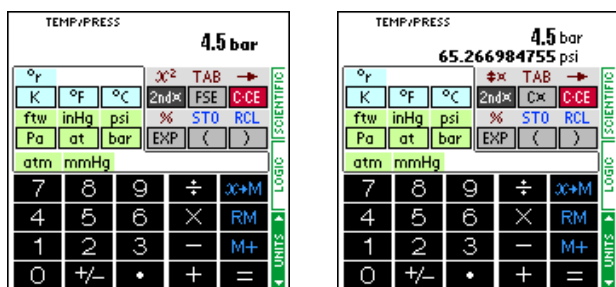 TEMP/PRESS
4.5 bar
°r x² TAB →
K °F °C 2nd× FSE C·CE
ftw inHg psi % STO RCL
Pa at bar EXP ( )
atm mmHg
7 8 9 ÷ x→M
4 5 6 × RM
1 2 3 − M+
0 +/− • + =
SCIENTIFIC
LOGIC
UNITS
TEMP/PRESS
4.5 bar
65.266984755 psi
°r ♦× TAB →
K °F °C 2nd× C× C·CE
ftw inHg psi % STO RCL
Pa at bar EXP ( )
atm mmHg
7 8 9 ÷ x→M
4 5 6 × RM
1 2 3 − M+
0 +/− • + =
SCIENTIFIC
LOGIC
UNITS